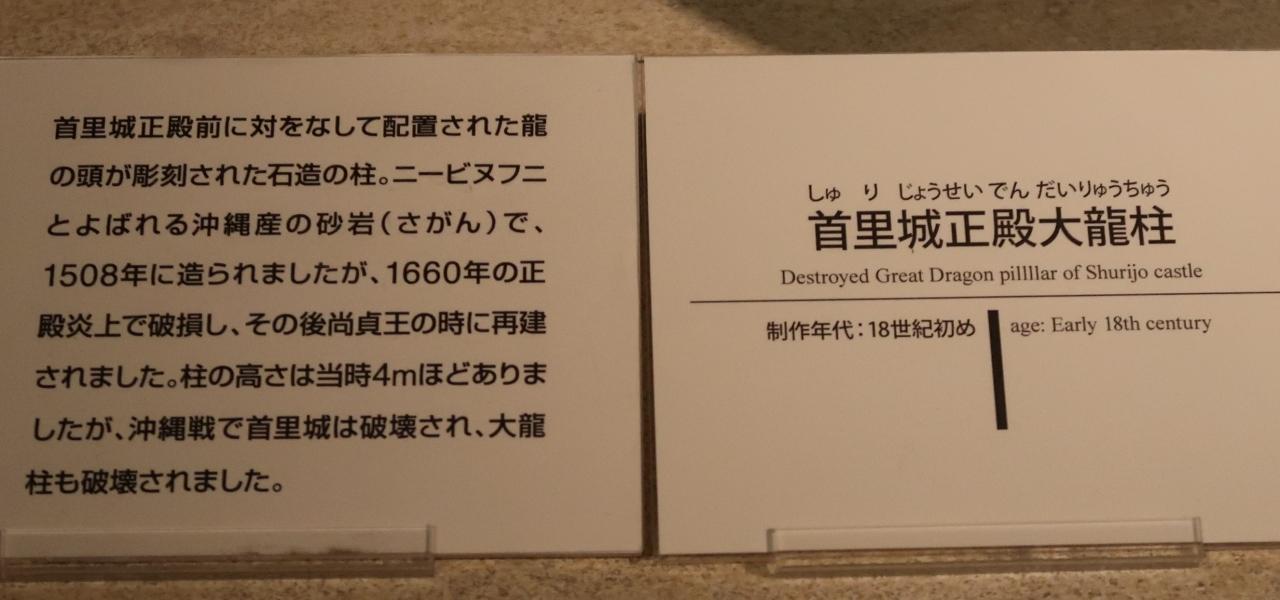 首里城正殿前に対をなして配置された龍
の頭が彫刻された石造の柱。ニービヌフニ
とよばれる沖縄産の砂岩（さがん）で、
1508年に造られましたが、1660年の正
殿炎上で破損し、その後尚貞王の時に再建
されました。柱の高さは当時4mほどありま
したが、沖縄戦で首里城は破壊され、大龍
柱も破壊されました。
しゅ り じょうせい でん だいりゅうちゅう
首里城正殿大龍柱
Destroyed Great Dragon pillllar of Shurijo castle
制作年代：18世紀初め
age: Early 18th century